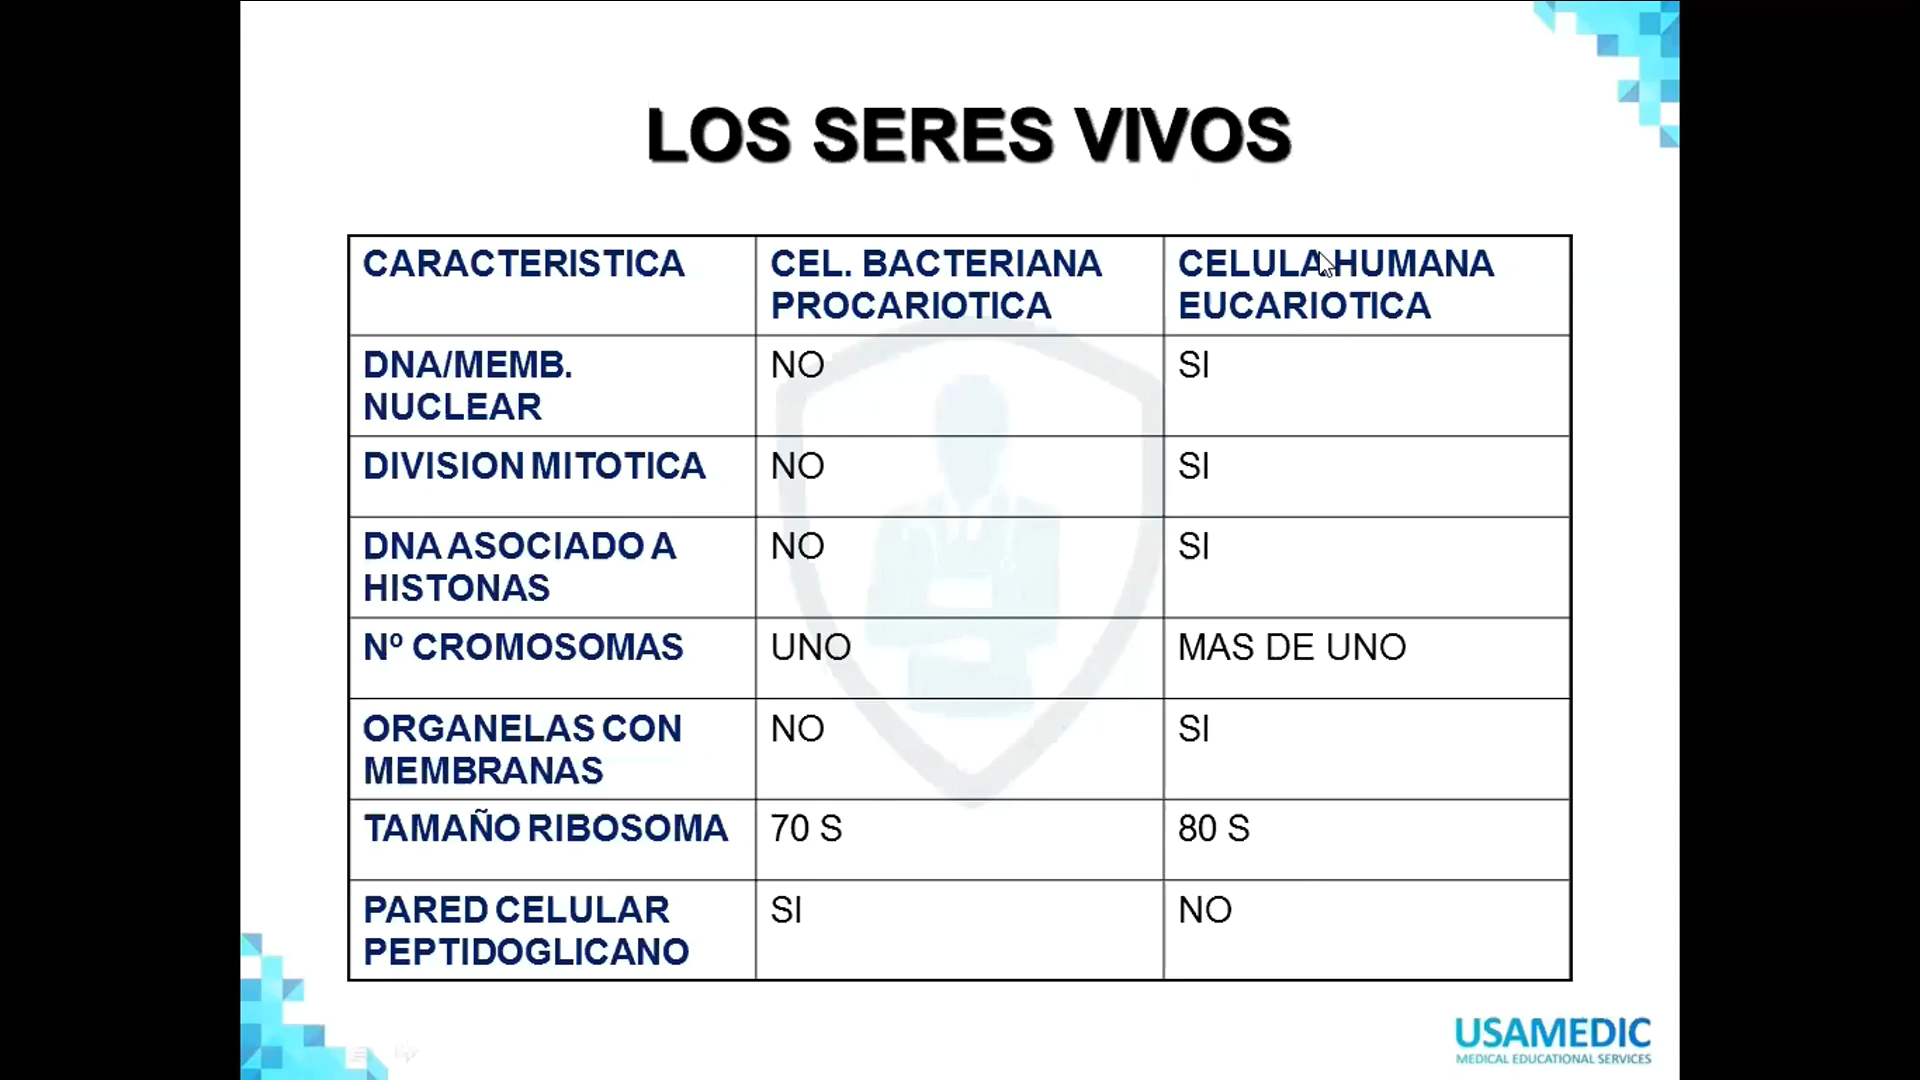 LOS SERES VIVOS
CARACTERISTICA
CEL. BACTERIANA
PROCARIOTICA
CELULA HUMANA
EUCARIOTICA
DNA/MEMB.
NUCLEAR
NO
SI
DIVISION MITOTICA
NO
SI
DNA ASOCIADO A
HISTONAS
NO
SI
Nº CROMOSOMAS
UNO
MAS DE UNO
ORGANELAS CON
MEMBRANAS
NO
SI
TAMAÑO RIBOSOMA
70 S
80 S
PARED CELULAR
PEPTIDOGLICANO
SI
NO
USAMEDIC
MEDICAL EDUCATIONAL SERVICES